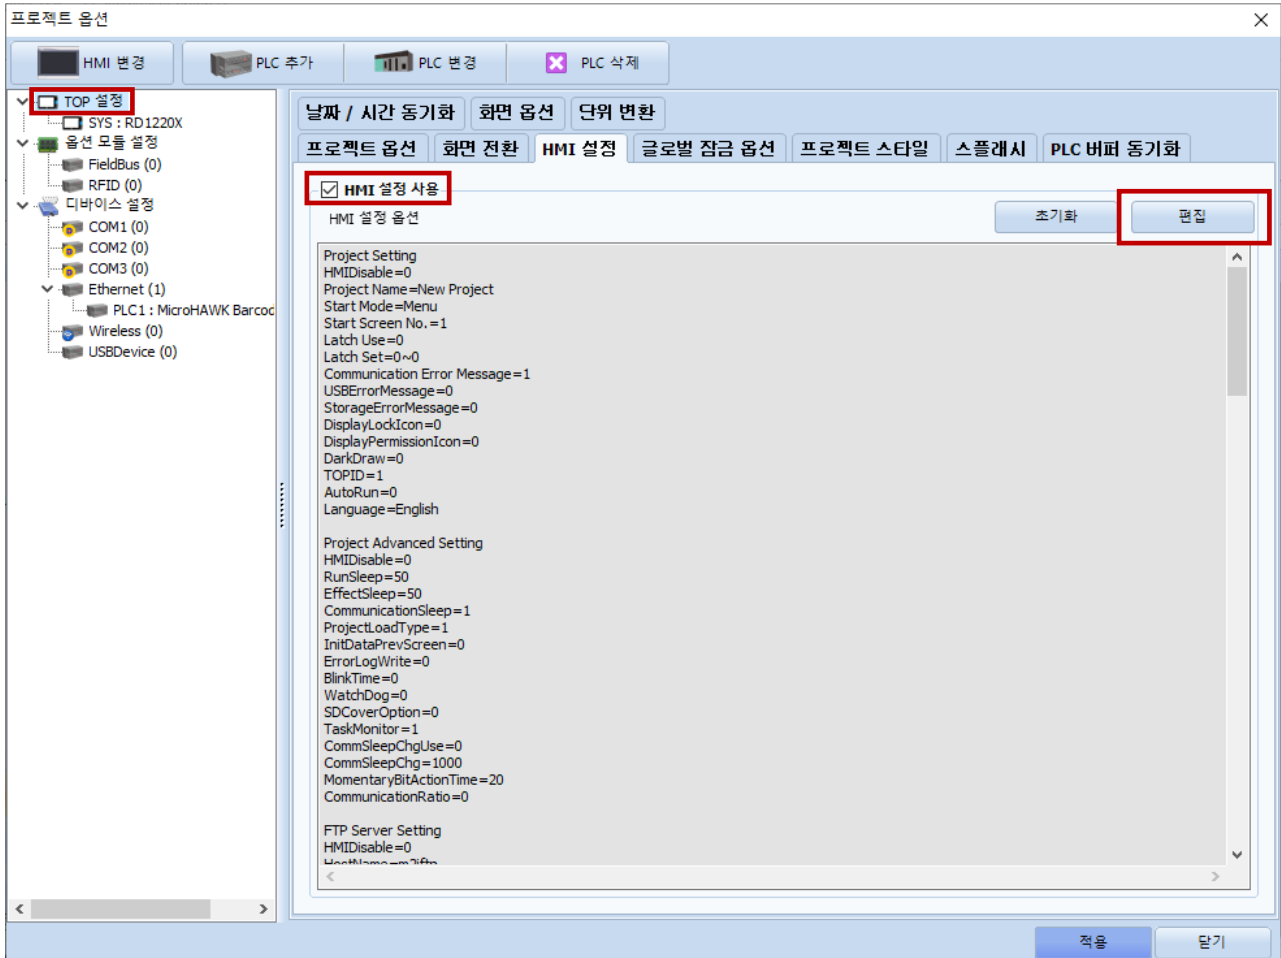 프로젝트 옵션
HMI 변경
PLC 추가
PLC 변경
PLC 삭제
TOP 설정
SYS : RD1220X
옵션 모듈 설정
FieldBus (0)
RFID (0)
디바이스 설정
COM1 (0)
COM2 (0)
COM3 (0)
Ethernet (1)
PLC1 : MicroHAWK Barcod
Wireless (0)
USBDevice (0)
날짜 / 시간 동기화
화면 옵션
단위 변환
프로젝트 옵션
화면 전환
HMI 설정
글로벌 잠금 옵션
프로젝트 스타일
스플래시
PLC 버퍼 동기화
HMI 설정 사용
HMI 설정 옵션
초기화
편집
Project Setting
HMIDisable=0
Project Name=New Project
Start Mode=Menu
Start Screen No.=1
Latch Use=0
Latch Set=0~0
Communication Error Message=1
USBErrorMessage=0
StorageErrorMessage=0
DisplayLockIcon=0
DisplayPermissionIcon=0
DarkDraw=0
TOPID=1
AutoRun=0
Language=English
Project Advanced Setting
HMIDisable=0
RunSleep=50
EffectSleep=50
CommunicationSleep=1
ProjectLoadType=1
InitDataPrevScreen=0
ErrorLogWrite=0
BlinkTime=0
WatchDog=0
SDCoverOption=0
TaskMonitor=1
CommSleepChgUse=0
CommSleepChg=1000
MomentaryBitActionTime=20
CommunicationRatio=0
FTP Server Setting
HMIDisable=0
HostName=m2iftp
적용
닫기